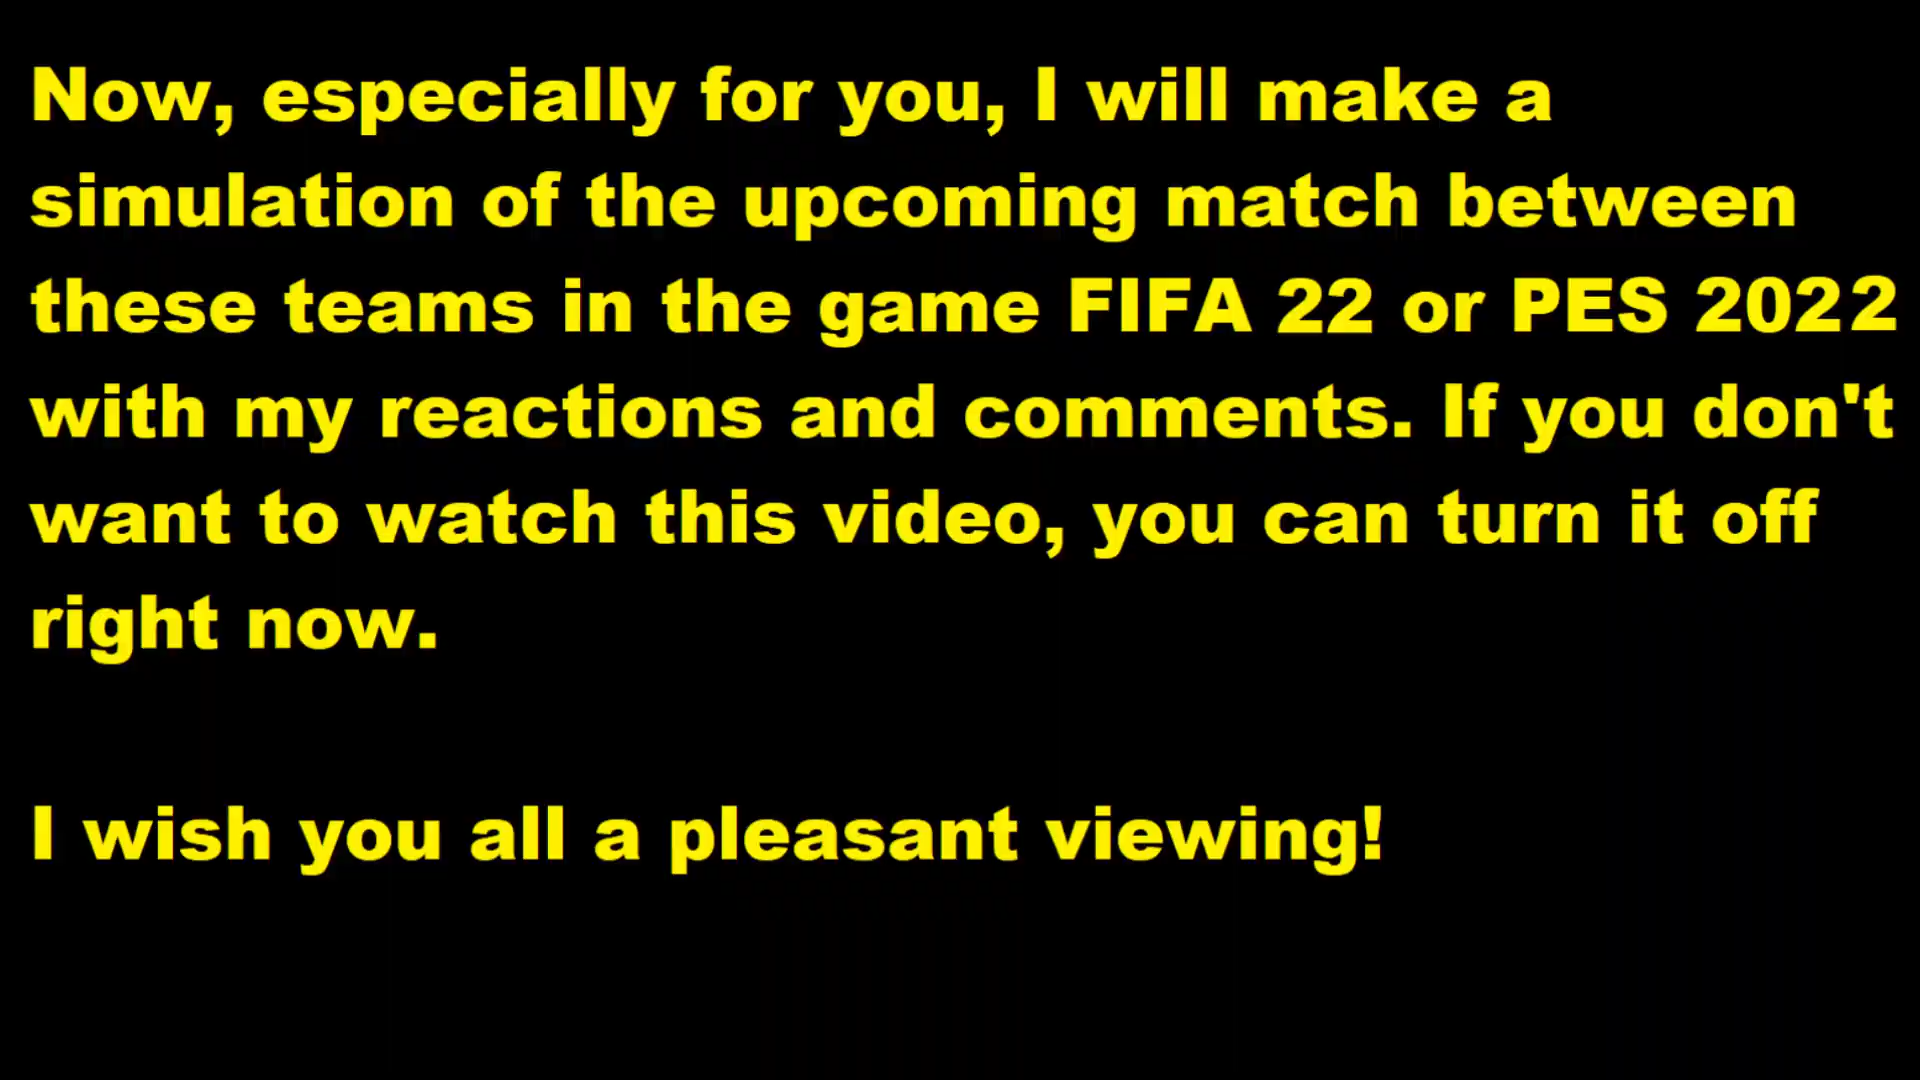 Now, especially for you, I will make a
simulation of the upcoming match between
these teams in the game FIFA 22 or PES 2022
with my reactions and comments. If you don't
want to watch this video, you can turn it off
right now.
I wish you all a pleasant viewing!